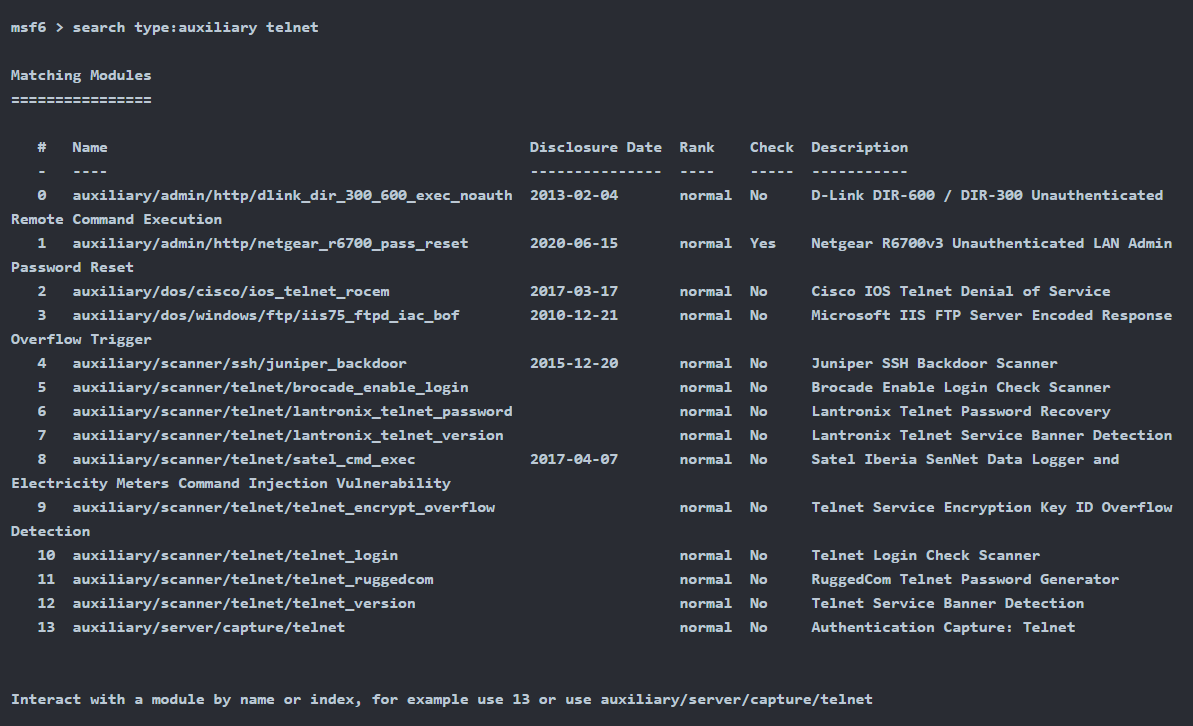 msf6 > search type:auxiliary telnet
Matching Modules
================
#   Name                                                Disclosure Date  Rank    Check  Description
-   ----                                                ---------------  ----    -----  -----------
0   auxiliary/admin/http/dlink_dir_300_600_exec_noauth  2013-02-04       normal  No     D-Link DIR-600 / DIR-300 Unauthenticated
Remote Command Execution
1   auxiliary/admin/http/netgear_r6700_pass_reset       2020-06-15       normal  Yes    Netgear R6700v3 Unauthenticated LAN Admin
Password Reset
2   auxiliary/dos/cisco/ios_telnet_rocem                2017-03-17       normal  No     Cisco IOS Telnet Denial of Service
3   auxiliary/dos/windows/ftp/iis75_ftpd_iac_bof        2010-12-21       normal  No     Microsoft IIS FTP Server Encoded Response
Overflow Trigger
4   auxiliary/scanner/ssh/juniper_backdoor              2015-12-20       normal  No     Juniper SSH Backdoor Scanner
5   auxiliary/scanner/telnet/brocade_enable_login                        normal  No     Brocade Enable Login Check Scanner
6   auxiliary/scanner/telnet/lantronix_telnet_password                   normal  No     Lantronix Telnet Password Recovery
7   auxiliary/scanner/telnet/lantronix_telnet_version                    normal  No     Lantronix Telnet Service Banner Detection
8   auxiliary/scanner/telnet/satel_cmd_exec             2017-04-07       normal  No     Satel Iberia SenNet Data Logger and
Electricity Meters Command Injection Vulnerability
9   auxiliary/scanner/telnet/telnet_encrypt_overflow                     normal  No     Telnet Service Encryption Key ID Overflow
Detection
10  auxiliary/scanner/telnet/telnet_login                                normal  No     Telnet Login Check Scanner
11  auxiliary/scanner/telnet/telnet_ruggedcom                            normal  No     RuggedCom Telnet Password Generator
12  auxiliary/scanner/telnet/telnet_version                              normal  No     Telnet Service Banner Detection
13  auxiliary/server/capture/telnet                                      normal  No     Authentication Capture: Telnet
Interact with a module by name or index, for example use 13 or use auxiliary/server/capture/telnet